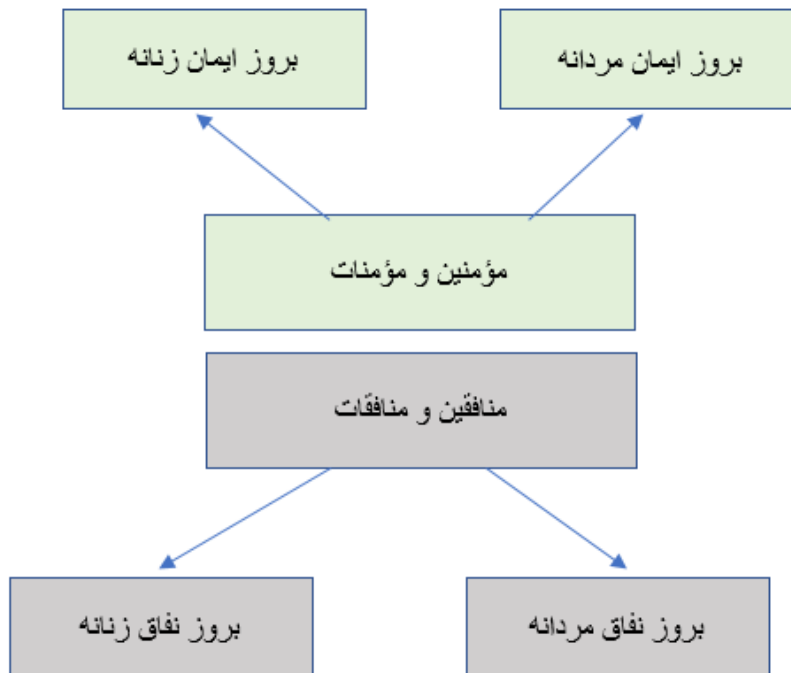 بروز ایمان مردانه
بروز ایمان زنانه
مؤمنین و مؤمنات
منافقین و منافقات
بروز نفاق مردانه
بروز نفاق زنانه